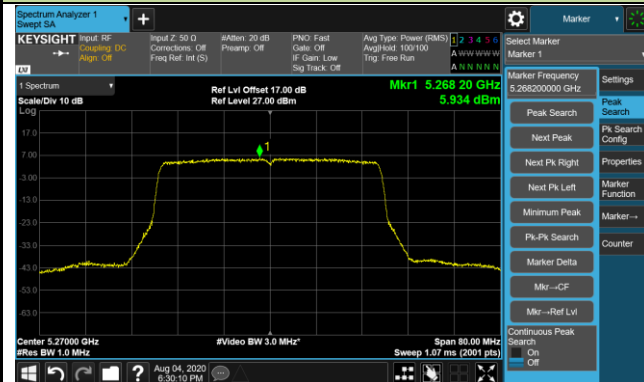 Spectrum Analyzer 1
Swept SA
+
Marker
KEYSIGHT
Input: RF
Coupling: DC
Align: Off
Input Z: 50 Ω
Corrections: Off
Freq Ref: Int (S)
#Atten: 20 dB
Preamp: Off
PNO: Fast
Gate: Off
IF Gain: Low
Sig Track: Off
Avg Type: Power (RMS)
Avg|Hold: 100/100
Trig: Free Run
1 2 3 4 5 6
A W W W W W
A N N N N N
LXI
Select Marker
Marker 1
1 Spectrum
Scale/Div 10 dB
Log
Ref Lvl Offset 17.00 dB
Ref Level 27.00 dBm
Mkr1 5.268 20 GHz
5.934 dBm
17.0
7.00
-3.00
-13.0
-23.0
-33.0
-43.0
-53.0
-63.0
1
Center 5.27000 GHz
#Res BW 1.0 MHz
#Video BW 3.0 MHz*
Span 80.00 MHz
Sweep 1.07 ms (2001 pts)
Marker Frequency
5.268200000 GHz
Peak Search
Next Peak
Next Pk Right
Next Pk Left
Minimum Peak
Pk-Pk Search
Marker Delta
Mkr→CF
Mkr→Ref Lvl
Continuous Peak
Search
On
Off
Settings
Peak
Search
Pk Search
Config
Properties
Marker
Function
Marker→
Counter
?
Aug 04, 2020
6:30:10 PM